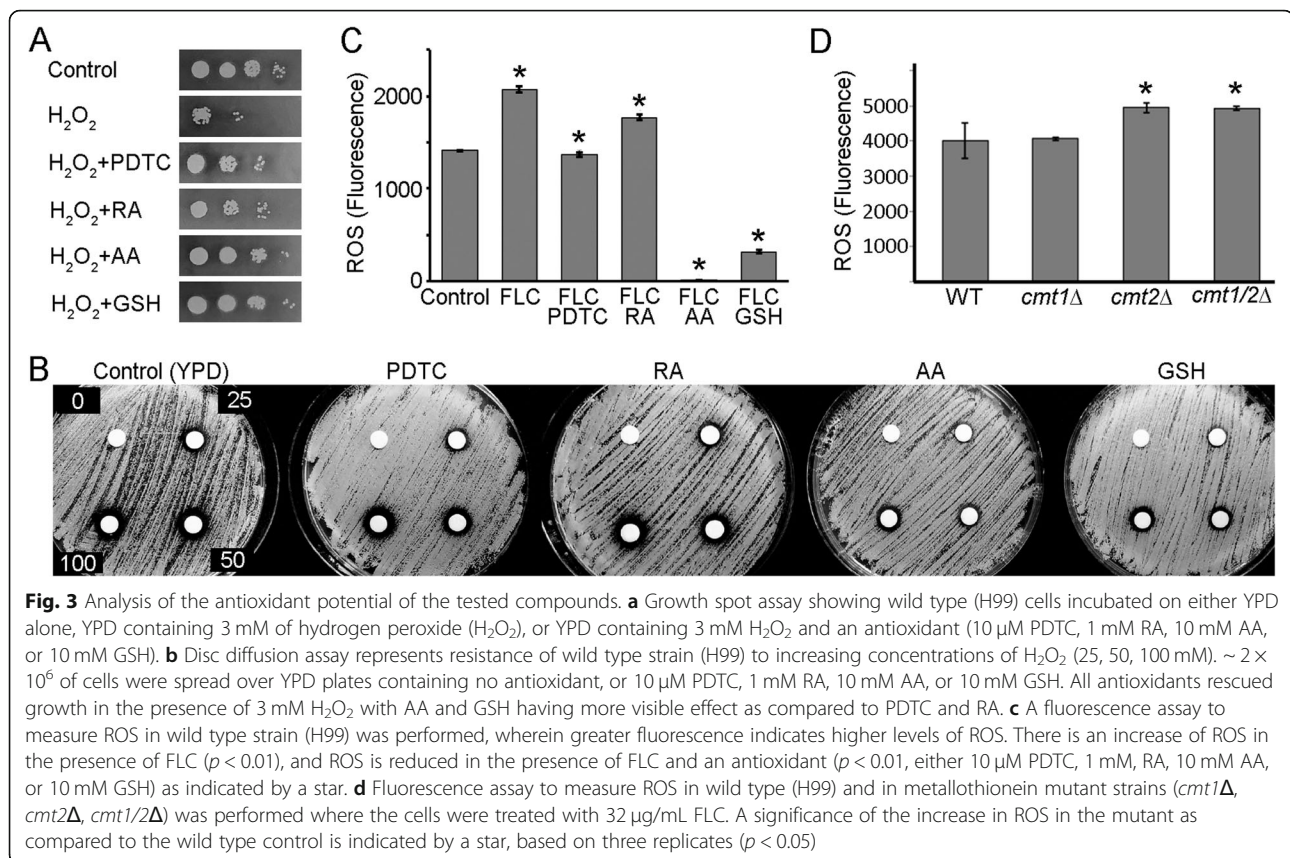 A
Control
H₂O₂
H₂O₂+PDTC
H₂O₂+RA
H₂O₂+AA
H₂O₂+GSH
C
ROS (Fluorescence)
2000
1000
0
*
*
*
*
*
Control
FLC
FLC PDTC
FLC RA
FLC AA
FLC GSH
D
ROS (Fluorescence)
5000
4000
3000
2000
1000
*
*
WT
cmt1Δ
cmt2Δ
cmt1/2Δ
B
Control (YPD)
PDTC
RA
AA
GSH
0
25
100
50
Fig. 3 Analysis of the antioxidant potential of the tested compounds. a Growth spot assay showing wild type (H99) cells incubated on either YPD
alone, YPD containing 3 mM of hydrogen peroxide (H₂O₂), or YPD containing 3 mM H₂O₂ and an antioxidant (10 μM PDTC, 1 mM RA, 10 mM AA,
or 10 mM GSH). b Disc diffusion assay represents resistance of wild type strain (H99) to increasing concentrations of H₂O₂ (25, 50, 100 mM). ~ 2 ×
10⁶ of cells were spread over YPD plates containing no antioxidant, or 10 μM PDTC, 1 mM RA, 10 mM AA, or 10 mM GSH. All antioxidants rescued
growth in the presence of 3 mM H₂O₂ with AA and GSH having more visible effect as compared to PDTC and RA. c A fluorescence assay to
measure ROS in wild type strain (H99) was performed, wherein greater fluorescence indicates higher levels of ROS. There is an increase of ROS in
the presence of FLC (p < 0.01), and ROS is reduced in the presence of FLC and an antioxidant (p < 0.01, either 10 μM PDTC, 1 mM, RA, 10 mM AA,
or 10 mM GSH) as indicated by a star. d Fluorescence assay to measure ROS in wild type (H99) and in metallothionein mutant strains (cmt1Δ,
cmt2Δ, cmt1/2Δ) was performed where the cells were treated with 32 μg/mL FLC. A significance of the increase in ROS in the mutant as
compared to the wild type control is indicated by a star, based on three replicates (p < 0.05)